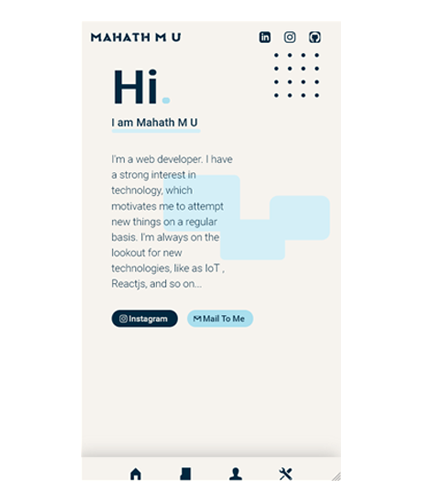 MAHATH M U
Hi.
I am Mahath M U
I'm a web developer. I have
a strong interest in
technology, which
motivates me to attempt
new things on a regular
basis. I'm always on the
lookout for new
technologies, like as IoT ,
Reactjs, and so on...
Instagram
Mail To Me